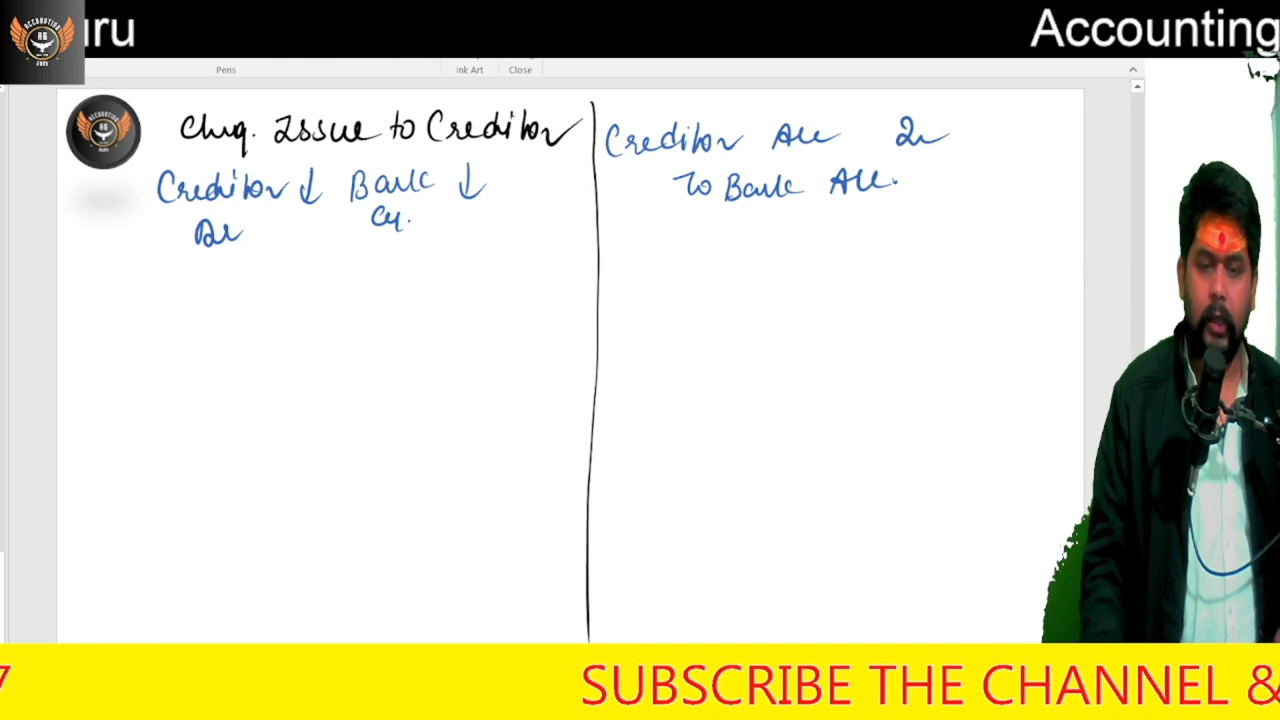 uru
Accounting
Pens
Ink Art
Close
Chq. Issue to Creditor
Creditor ↓ Bank ↓
Dr
Cr.
Creditor A/c Dr
To Bank A/c.
7
SUBSCRIBE THE CHANNEL &